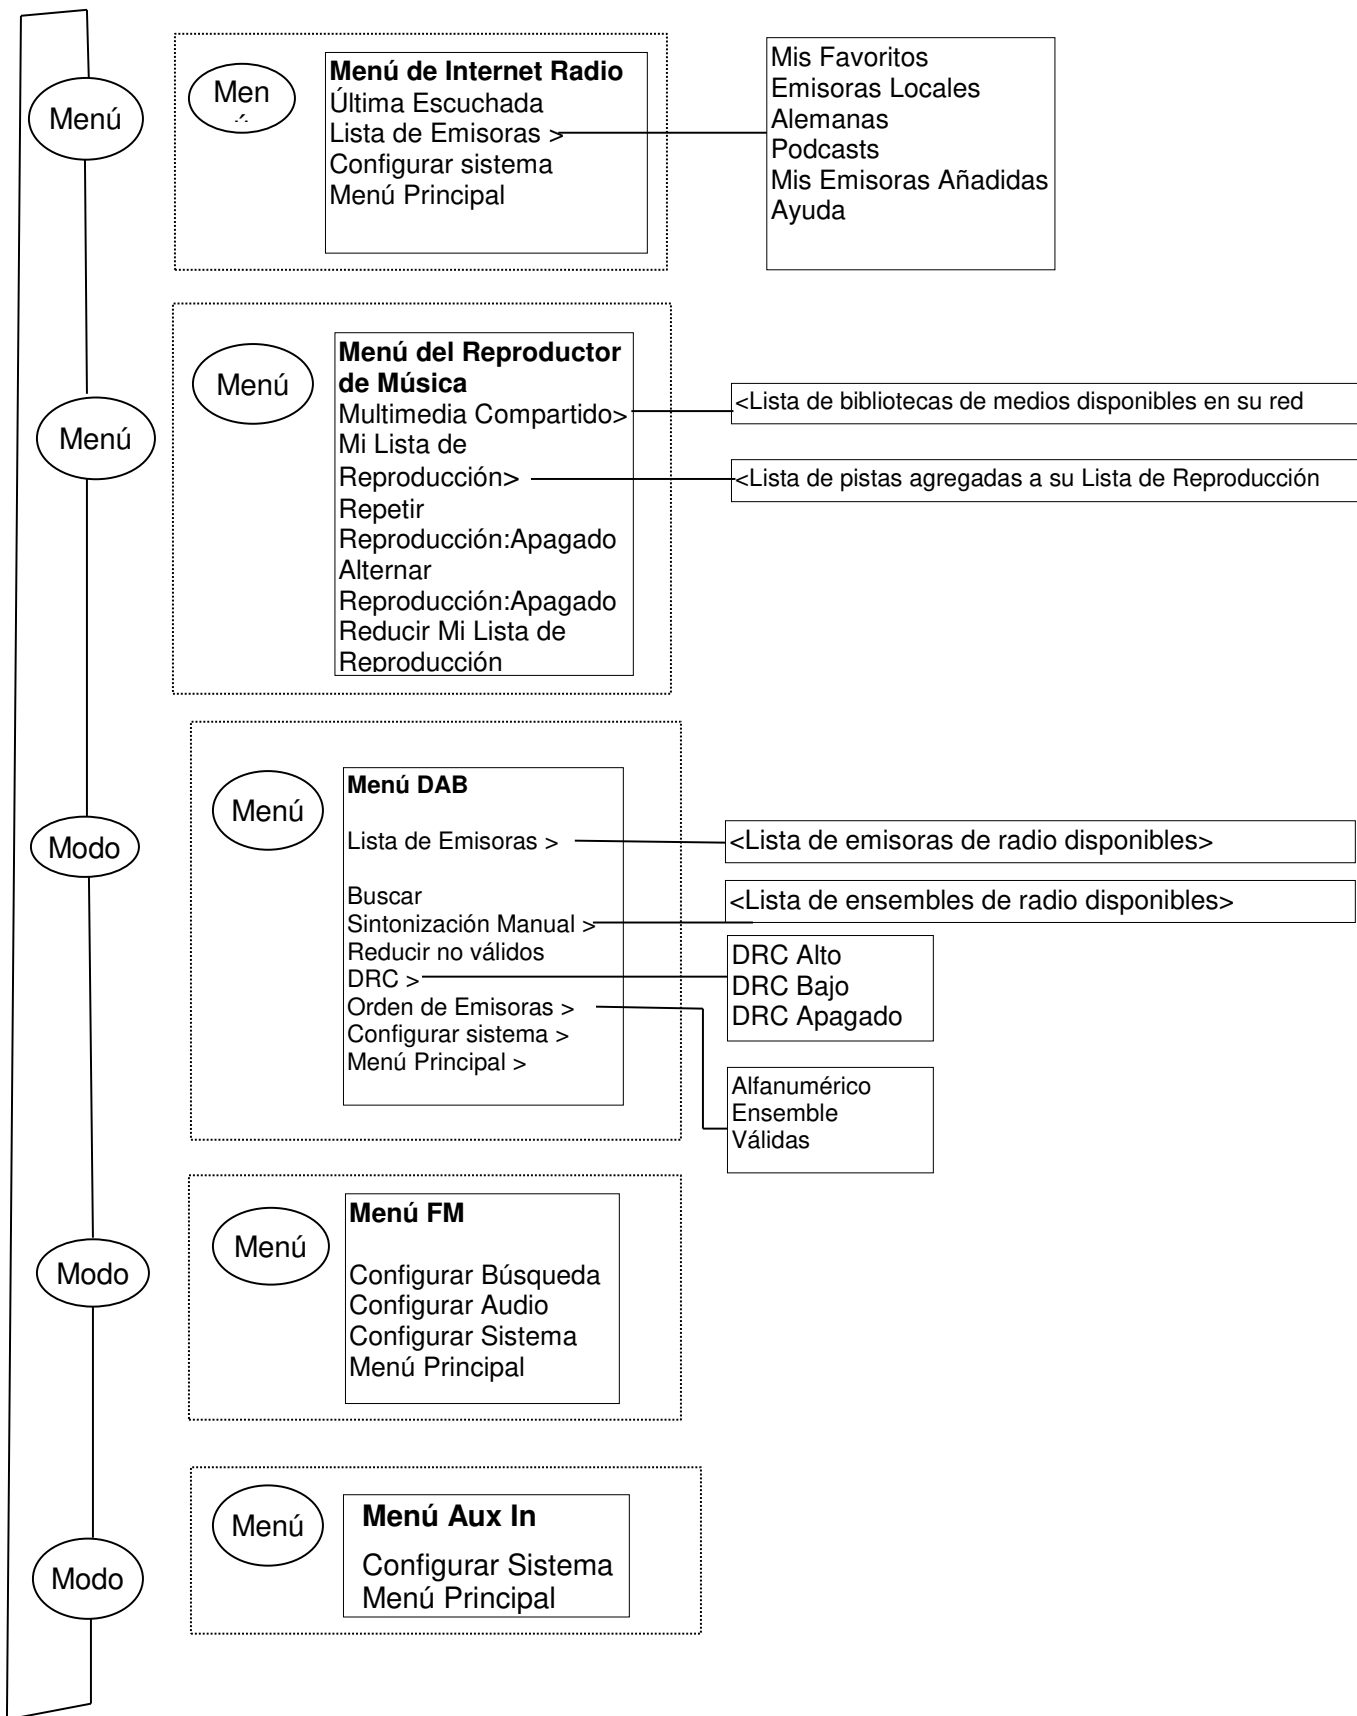 Menú
Men
Menú de Internet Radio
Última Escuchada
Lista de Emisoras >
Configurar sistema
Menú Principal
Mis Favoritos
Emisoras Locales
Alemanas
Podcasts
Mis Emisoras Añadidas
Ayuda
Menú
Menú
Menú del Reproductor
de Música
Multimedia Compartido>
Mi Lista de
Reproducción>
Repetir
Reproducción:Apagado
Alternar
Reproducción:Apagado
Reducir Mi Lista de
Reproducción
<Lista de bibliotecas de medios disponibles en su red
<Lista de pistas agregadas a su Lista de Reproducción
Modo
Menú
Menú DAB
Lista de Emisoras >
Buscar
Sintonización Manual >
Reducir no válidos
DRC >
Orden de Emisoras >
Configurar sistema >
Menú Principal >
<Lista de emisoras de radio disponibles>
<Lista de ensembles de radio disponibles>
DRC Alto
DRC Bajo
DRC Apagado
Alfanumérico
Ensemble
Válidas
Modo
Menú
Menú FM
Configurar Búsqueda
Configurar Audio
Configurar Sistema
Menú Principal
Modo
Menú
Menú Aux In
Configurar Sistema
Menú Principal